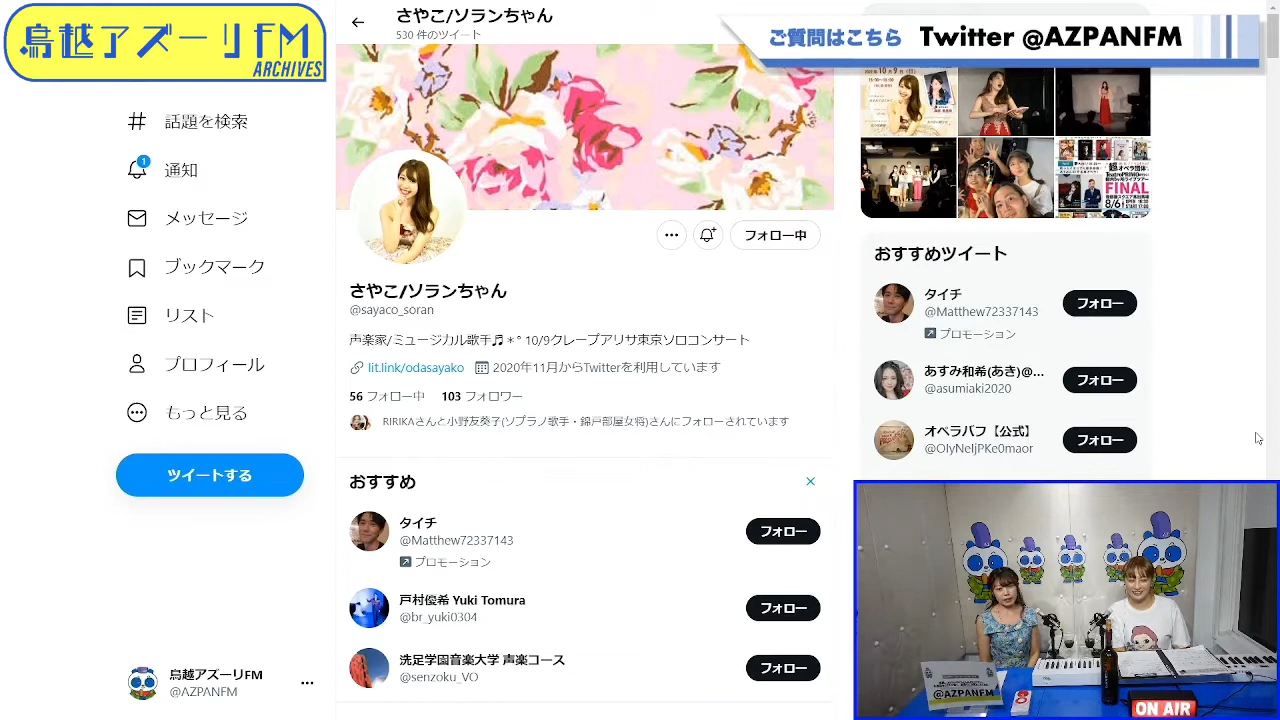 鳥越アズーリFM
ARCHIVES
ご質問はこちら Twitter @AZPANFM
さやこ/ソランちゃん
530 件のツイート
話題を検索
1
通知
メッセージ
ブックマーク
リスト
プロフィール
もっと見る
ツイートする
鳥越アズーリFM
@AZPANFM
フォロー中
さやこ/ソランちゃん
@sayaco_soran
声楽家/ミュージカル歌手♫＊° 10/9クレープアリサ東京ソロコンサート
lit.link/odasayako 2020年11月からTwitterを利用しています
56 フォロー中 103 フォロワー
RIRIKAさんと小野友葵子(ソプラノ歌手・錦戸部屋女将)さんにフォローされています
おすすめ
タイチ
@Matthew72337143
プロモーション
フォロー
戸村優希 Yuki Tomura
@br_yuki0304
フォロー
洗足学園音楽大学 声楽コース
@senzoku_VO
フォロー
FINAL
8/6
おすすめツイート
タイチ
@Matthew72337143
プロモーション
フォロー
あすみ和希(あき)@...
@asumiaki2020
フォロー
オペラバフ【公式】
@OlyNeljPKe0maor
フォロー
@AZPANFM
ON AIR